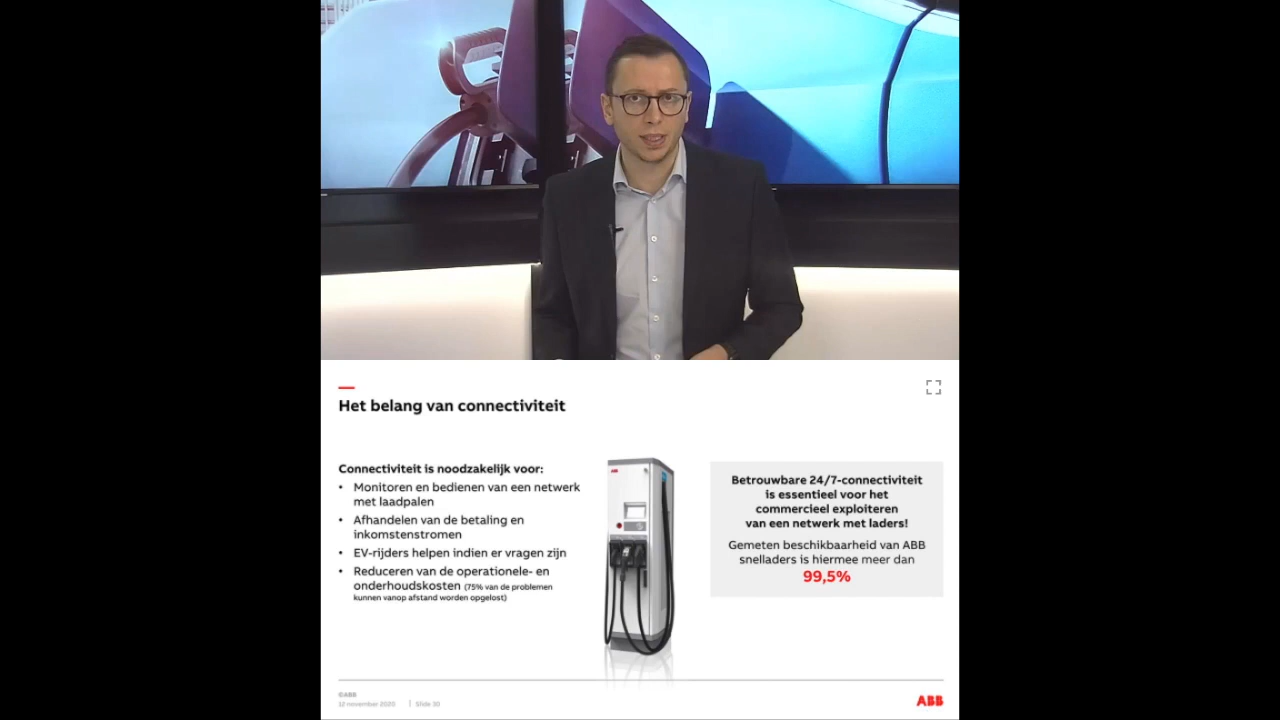 Het belang van connectiviteit
Connectiviteit is noodzakelijk voor:
• Monitoren en bedienen van een netwerk
met laadpalen
• Afhandelen van de betaling en
inkomstenstromen
• EV-rijders helpen indien er vragen zijn
• Reduceren van de operationele- en
onderhoudskosten (75% van de problemen
kunnen vanop afstand worden opgelost)
ABB
Betrouwbare 24/7-connectiviteit
is essentieel voor het
commercieel exploiteren
van een netwerk met laders!
Gemeten beschikbaarheid van ABB
snelladers is hiermee meer dan
99,5%
©ABB
12 november 2020 | Slide 30
ABB